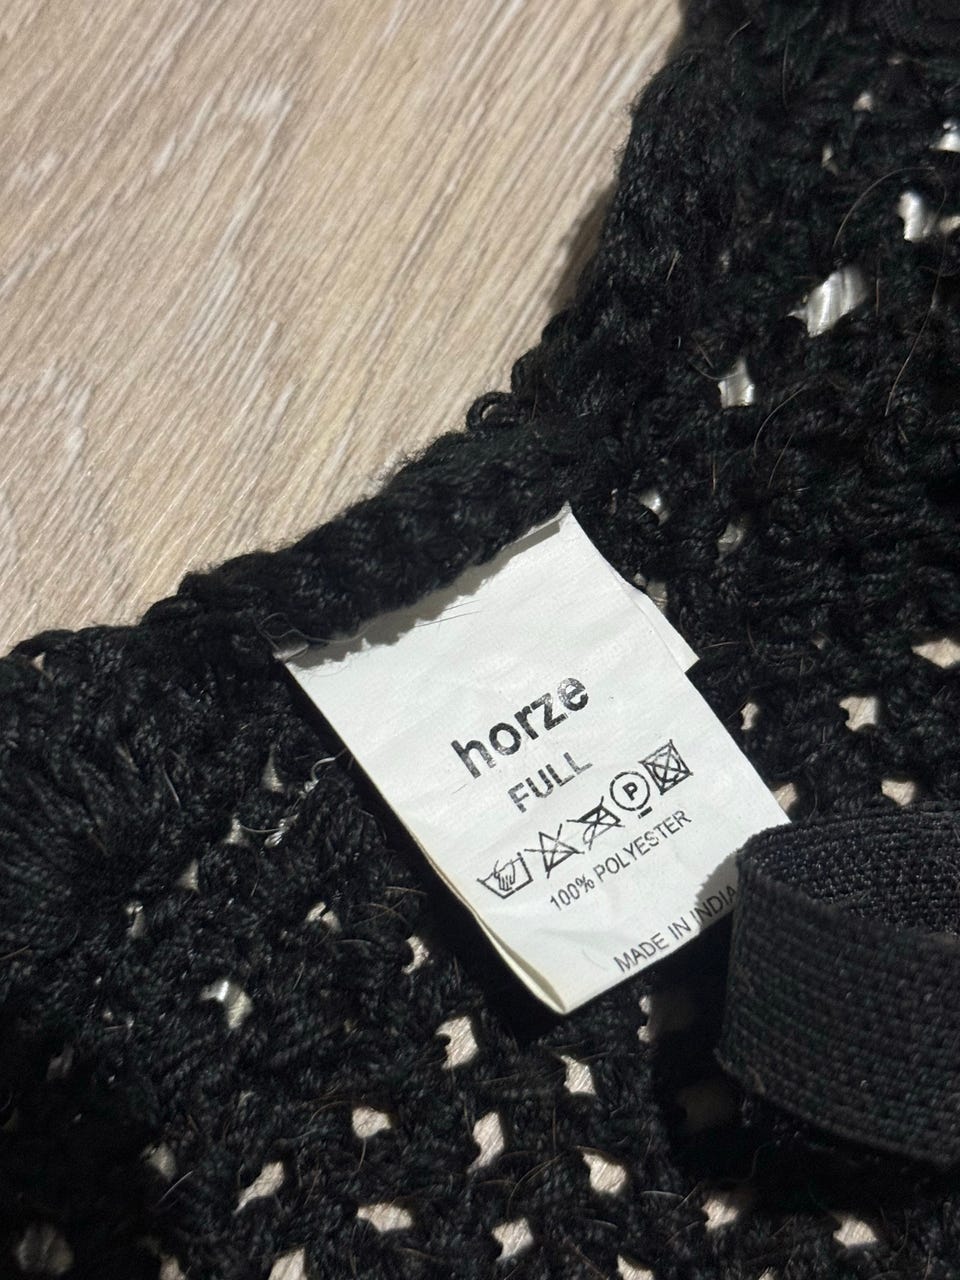 horze
FULL
P
100% POLYESTER
MADE IN INDIA